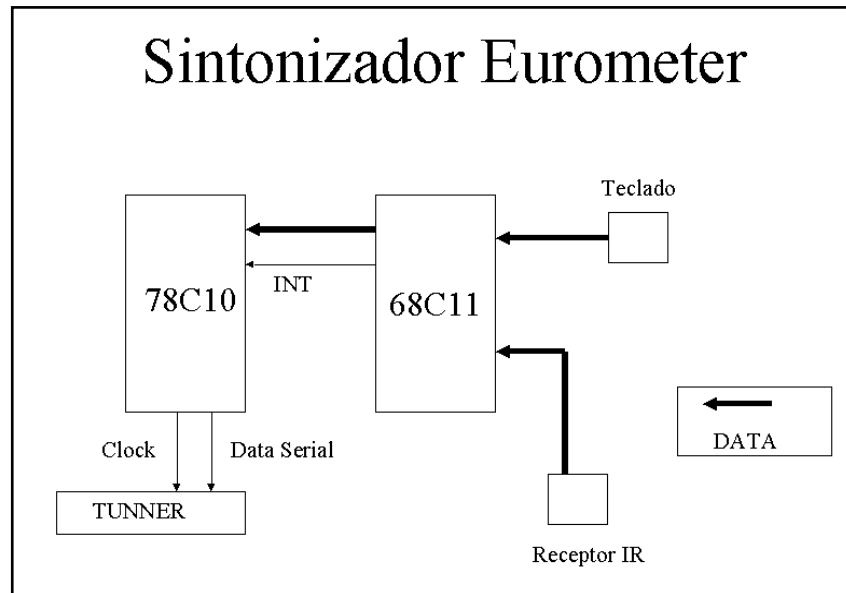 Sintonizador Eurometer
Teclado
INT
78C10
68C11
Clock
Data Serial
DATA
TUNNER
Receptor IR